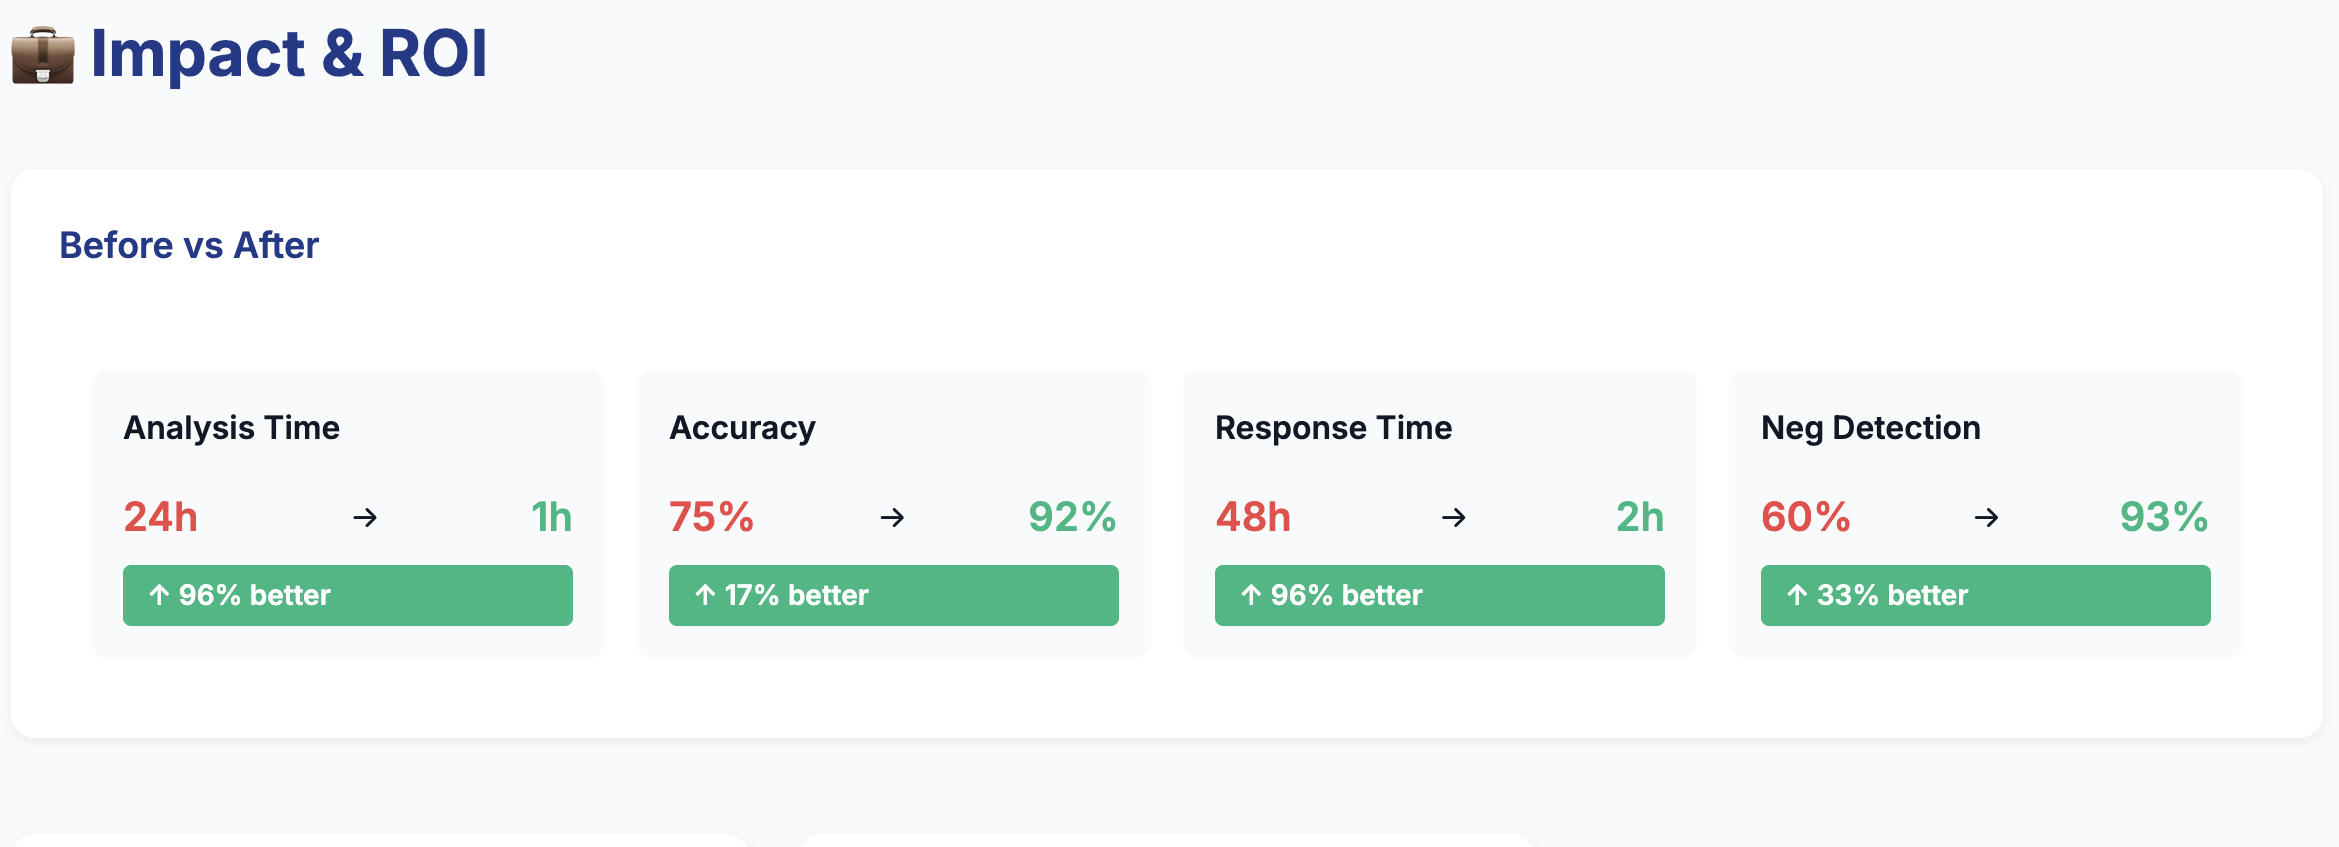 Impact & ROI
Before vs After
Analysis Time
24h → 1h
↑ 96% better
Accuracy
75% → 92%
↑ 17% better
Response Time
48h → 2h
↑ 96% better
Neg Detection
60% → 93%
↑ 33% better